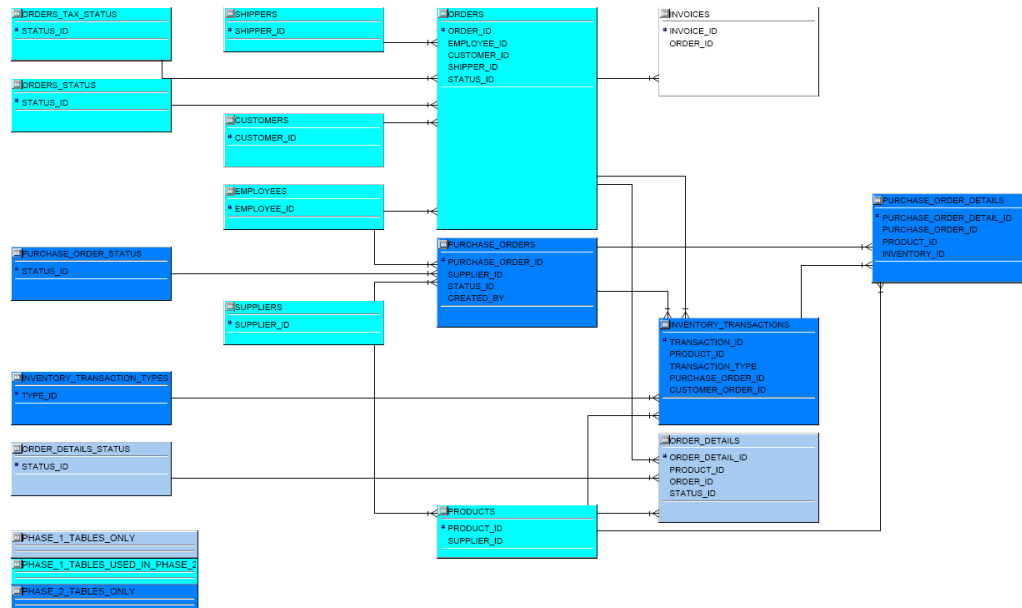 ORDERS_TAX_STATUS
* STATUS_ID
ORDERS_STATUS
* STATUS_ID
SHIPPERS
* SHIPPER_ID
CUSTOMERS
* CUSTOMER_ID
EMPLOYEES
* EMPLOYEE_ID
ORDERS
* ORDER_ID
EMPLOYEE_ID
CUSTOMER_ID
SHIPPER_ID
STATUS_ID
INVOICES
* INVOICE_ID
ORDER_ID
PURCHASE_ORDER_STATUS
* STATUS_ID
SUPPLIERS
* SUPPLIER_ID
PURCHASE_ORDERS
* PURCHASE_ORDER_ID
SUPPLIER_ID
STATUS_ID
CREATED_BY
PURCHASE_ORDER_DETAILS
* PURCHASE_ORDER_DETAIL_ID
PURCHASE_ORDER_ID
PRODUCT_ID
INVENTORY_ID
INVENTORY_TRANSACTION_TYPES
* TYPE_ID
INVENTORY_TRANSACTIONS
* TRANSACTION_ID
PRODUCT_ID
TRANSACTION_TYPE
PURCHASE_ORDER_ID
CUSTOMER_ORDER_ID
ORDER_DETAILS_STATUS
* STATUS_ID
ORDER_DETAILS
* ORDER_DETAIL_ID
PRODUCT_ID
ORDER_ID
STATUS_ID
PRODUCTS
* PRODUCT_ID
SUPPLIER_ID
PHASE_1_TABLES_ONLY
PHASE_1_TABLES_USED_IN_PHASE_2
PHASE_2_TABLES_ONLY